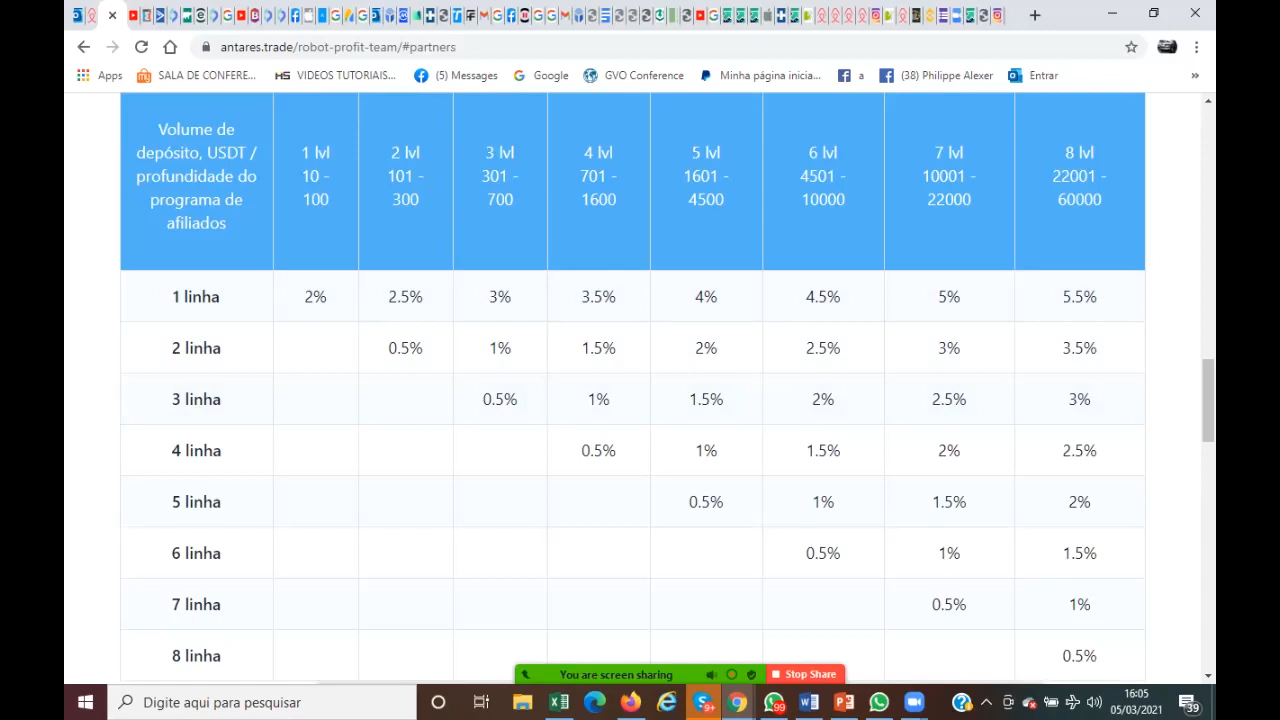 antares.trade/robot-profit-team/#partners
Apps
SALA DE CONFERE...
VIDEOS TUTORIAIS...
(5) Messages
Google
GVO Conference
Minha página inicia...
a
(38) Philippe Alexer
Entrar
»
Volume de
depósito, USDT /
profundidade do
programa de
afiliados
1 lvl
10 -
100
2 lvl
101 -
300
3 lvl
301 -
700
4 lvl
701 -
1600
5 lvl
1601 -
4500
6 lvl
4501 -
10000
7 lvl
10001 -
22000
8 lvl
22001 -
60000
1 linha 2% 2.5% 3% 3.5% 4% 4.5% 5% 5.5%
2 linha 0.5% 1% 1.5% 2% 2.5% 3% 3.5%
3 linha 0.5% 1% 1.5% 2% 2.5% 3%
4 linha 0.5% 1% 1.5% 2% 2.5%
5 linha 0.5% 1% 1.5% 2%
6 linha 0.5% 1% 1.5%
7 linha 0.5% 1%
8 linha 0.5%
You are screen sharing
Stop Share
Digite aqui para pesquisar
16:05
05/03/2021
39